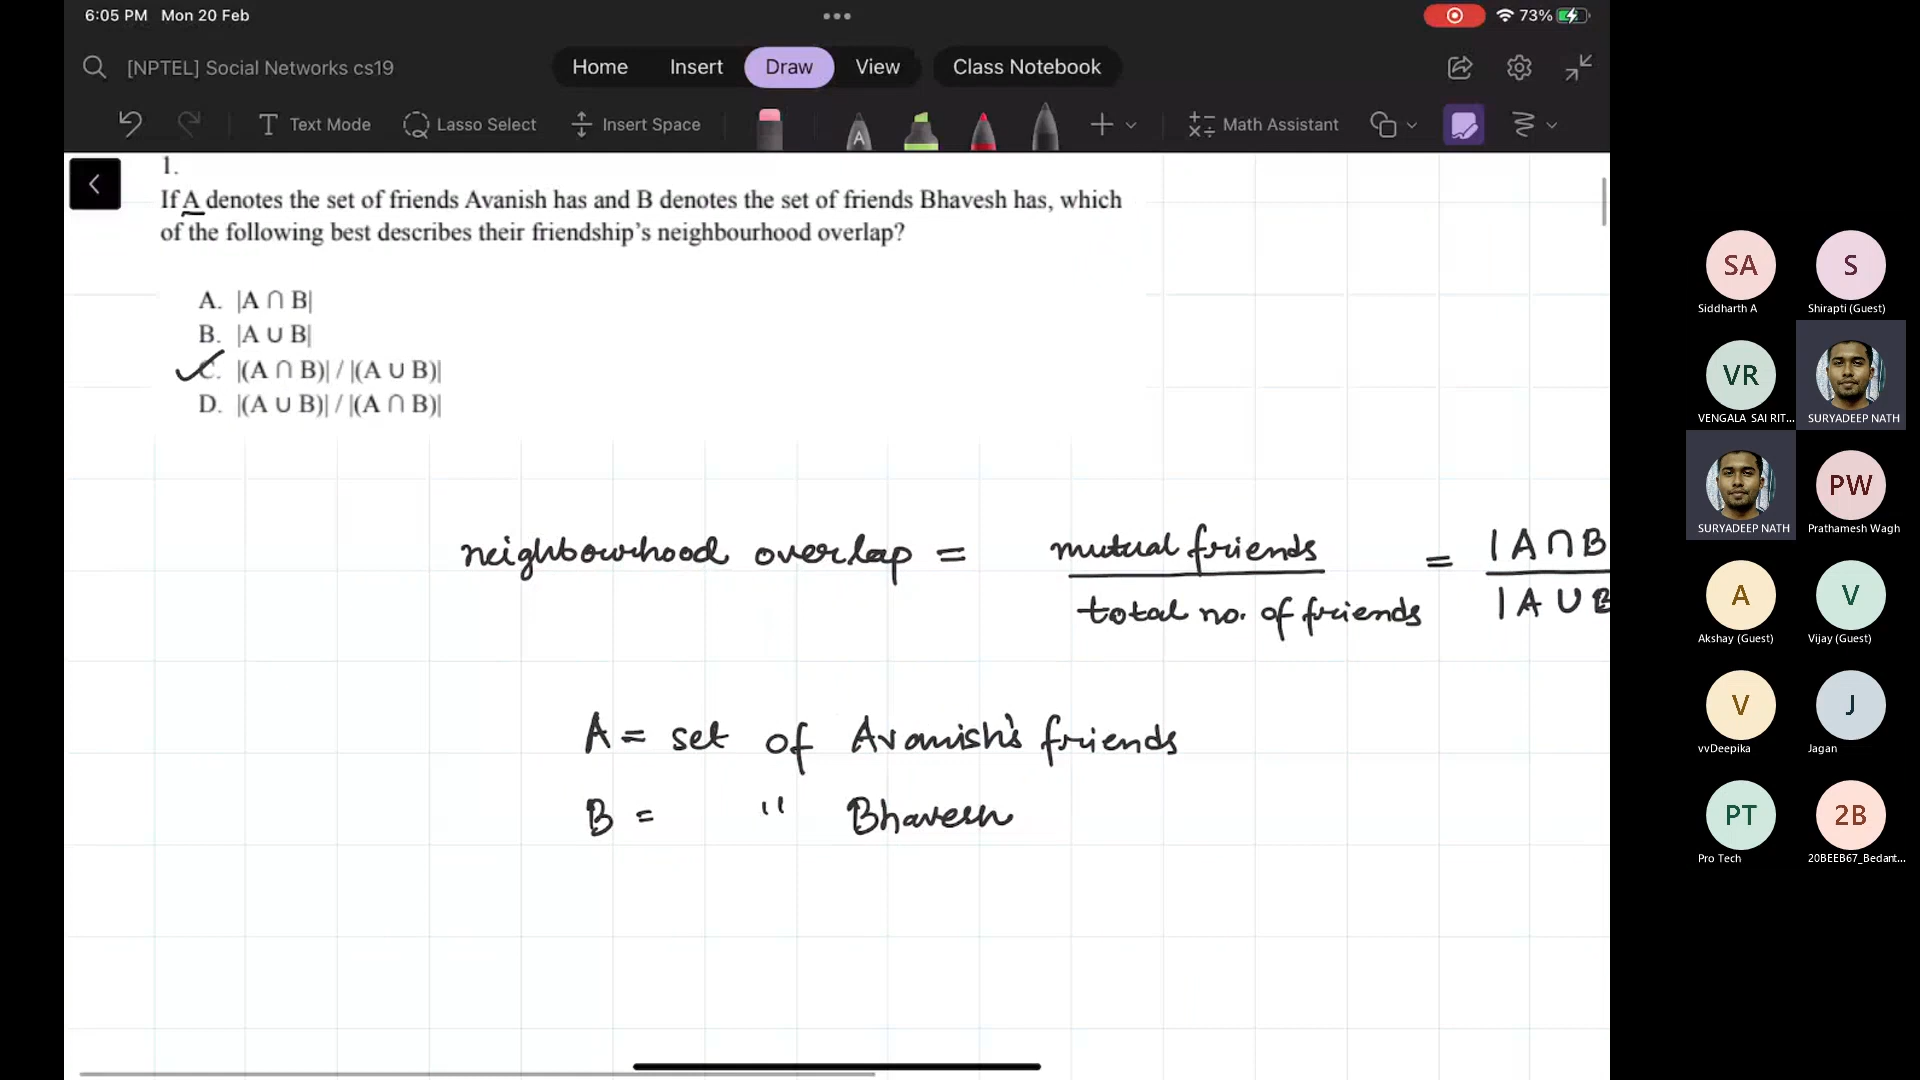 6:05 PM Mon 20 Feb
73%
[NPTEL] Social Networks cs19
Home Insert Draw View Class Notebook
Text Mode Lasso Select Insert Space Math Assistant
1.
If A denotes the set of friends Avanish has and B denotes the set of friends Bhavesh has, which
of the following best describes their friendship's neighbourhood overlap?
A. |A ∩ B|
B. |A ∪ B|
C. |(A ∩ B)| / |(A ∪ B)|
D. |(A ∪ B)| / |(A ∩ B)|
neighbourhood overlap = mutual friends = |A∩B
total no. of friends |A∪B
A = set of Avanish's friends
B = " Bhavesh
SA S
Siddharth A Shirapti (Guest)
VR
VENGALA SAI RIT... SURYADEEP NATH
PW
SURYADEEP NATH Prathamesh Wagh
A V
Akshay (Guest) Vijay (Guest)
V J
vvDeepika Jagan
PT 2B
Pro Tech 20BEEB67_Bedant...